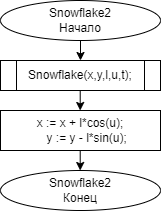 Snowflake2
Начало
Snowflake(x,y,l,u,t);
x := x + l*cos(u);
y := y - l*sin(u);
Snowflake2
Конец